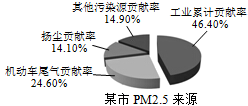 其他污染源贡献率
14.90%
工业累计贡献率
46.40%
扬尘贡献率
14.10%
机动车尾气贡献率
24.60%
某市 PM2.5 来源